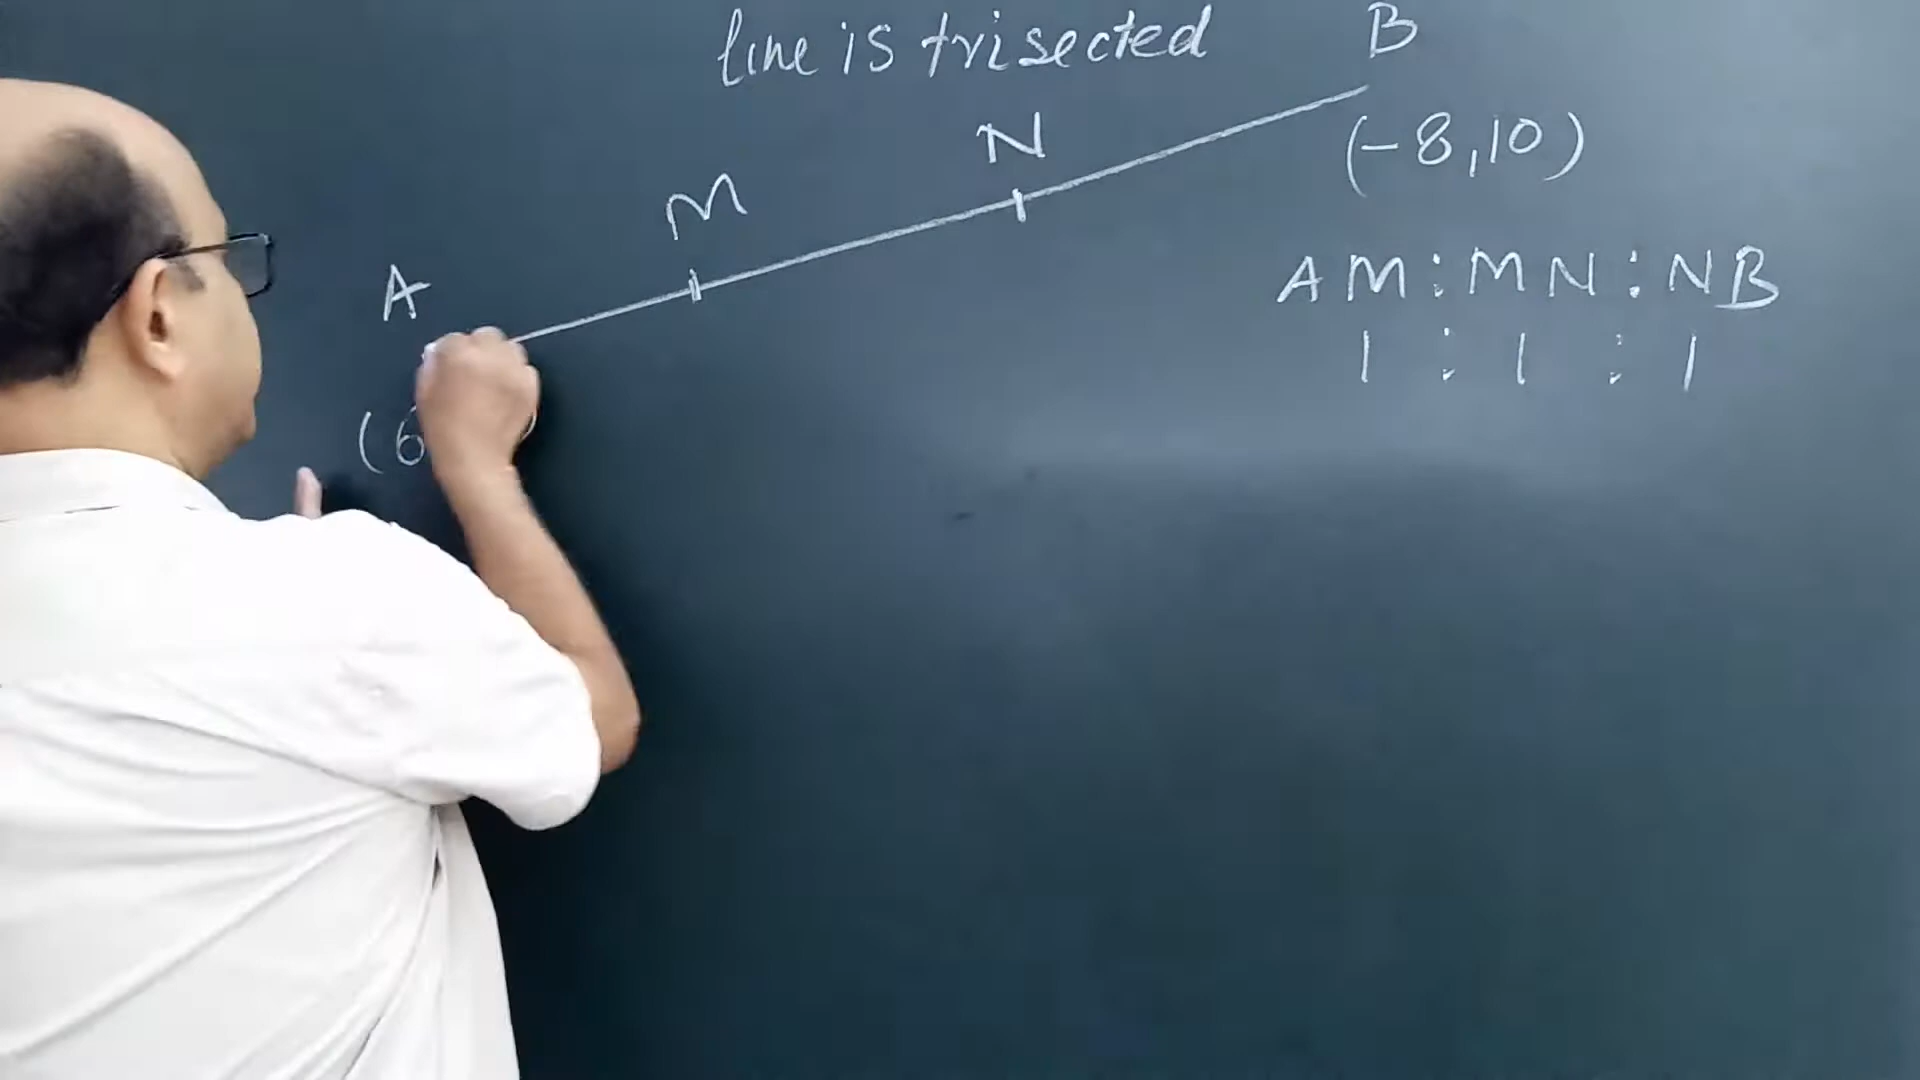 line is trisected
B
N
(-8,10)
M
A
AM : MN : NB
1 : 1 : 1
(6
)